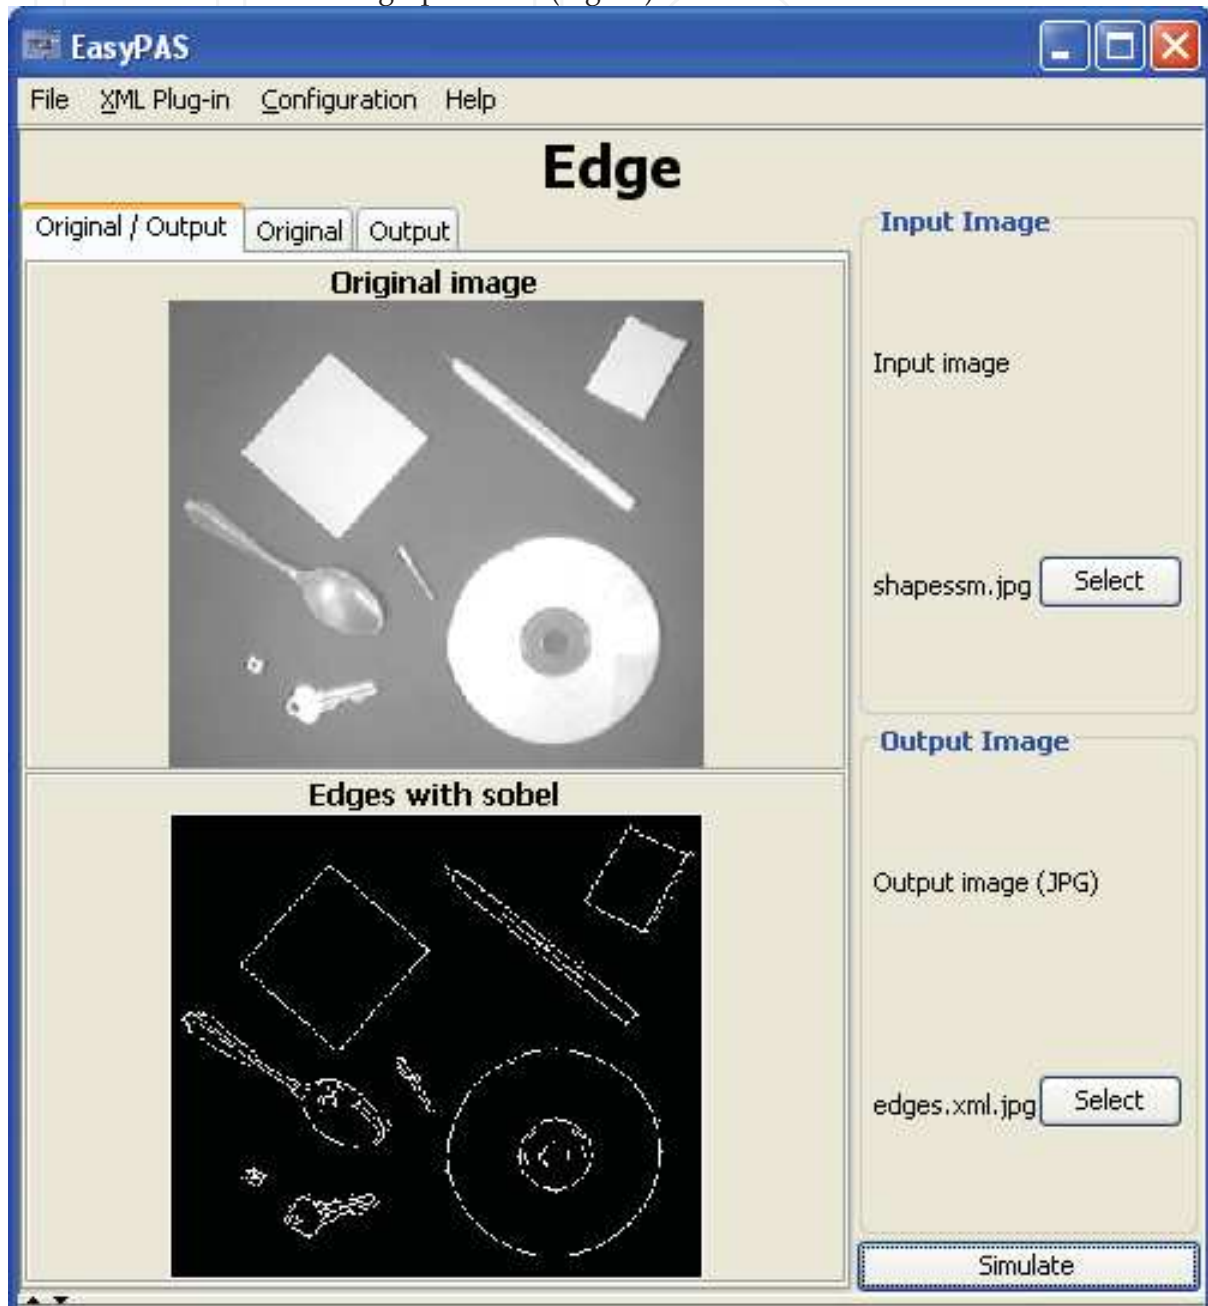 EasyPAS
File XML Plug-in Configuration Help
Edge
Original / Output Original Output
Original image
Input Image
Input image
shapessm.jpg Select
Edges with sobel
Output Image
Output image (JPG)
edges.xml.jpg Select
Simulate